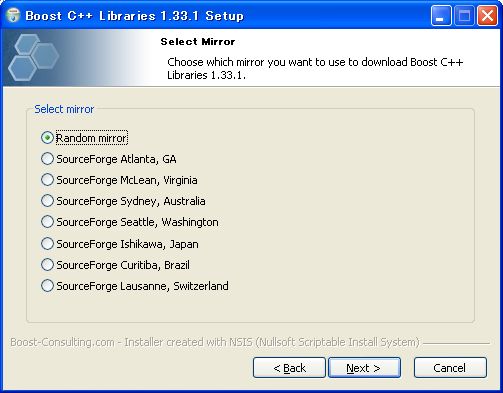 Boost C++ Libraries 1.33.1 Setup
Select Mirror
Choose which mirror you want to use to download Boost C++
Libraries 1.33.1.
Select mirror
Random mirror
SourceForge Atlanta, GA
SourceForge McLean, Virginia
SourceForge Sydney, Australia
SourceForge Seattle, Washington
SourceForge Ishikawa, Japan
SourceForge Curitiba, Brazil
SourceForge Lausanne, Switzerland
Boost-Consulting.com - Installer created with NSIS (Nullsoft Scriptable Install System)
< Back Next > Cancel